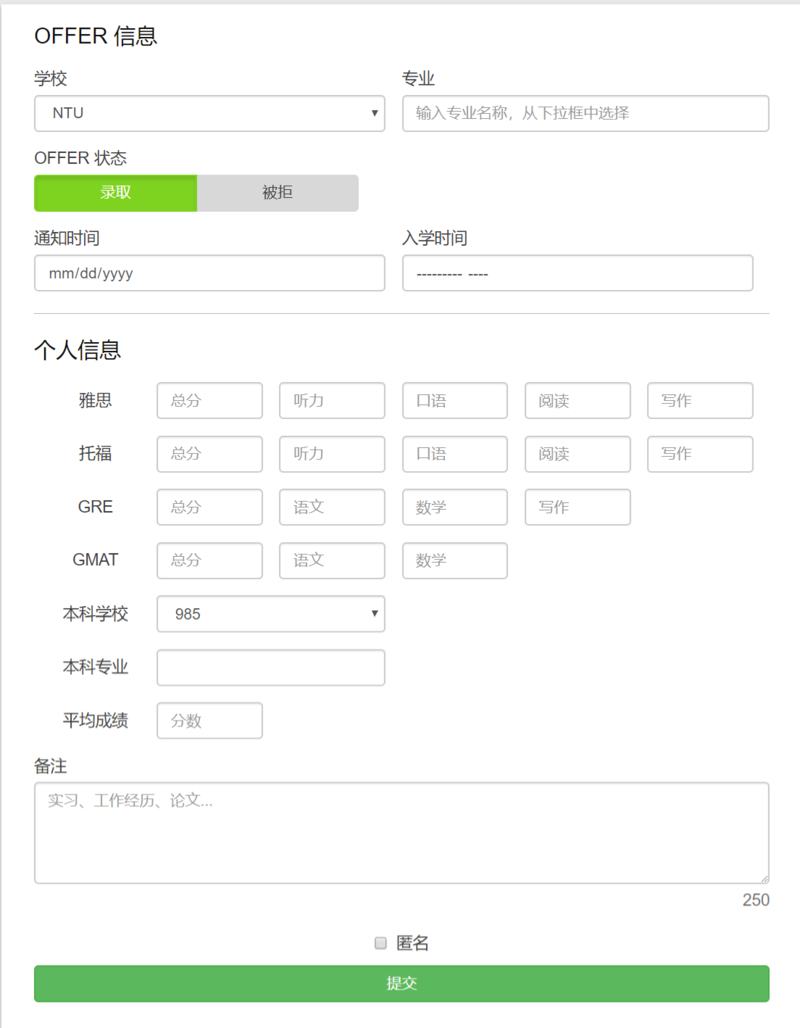 OFFER 信息
学校 专业
NTU 输入专业名称，从下拉框中选择
OFFER 状态
录取 被拒
通知时间 入学时间
mm/dd/yyyy --------- ----
个人信息
雅思 总分 听力 口语 阅读 写作
托福 总分 听力 口语 阅读 写作
GRE 总分 语文 数学 写作
GMAT 总分 语文 数学
本科学校 985
本科专业
平均成绩 分数
备注
实习、工作经历、论文...
250
匿名
提交